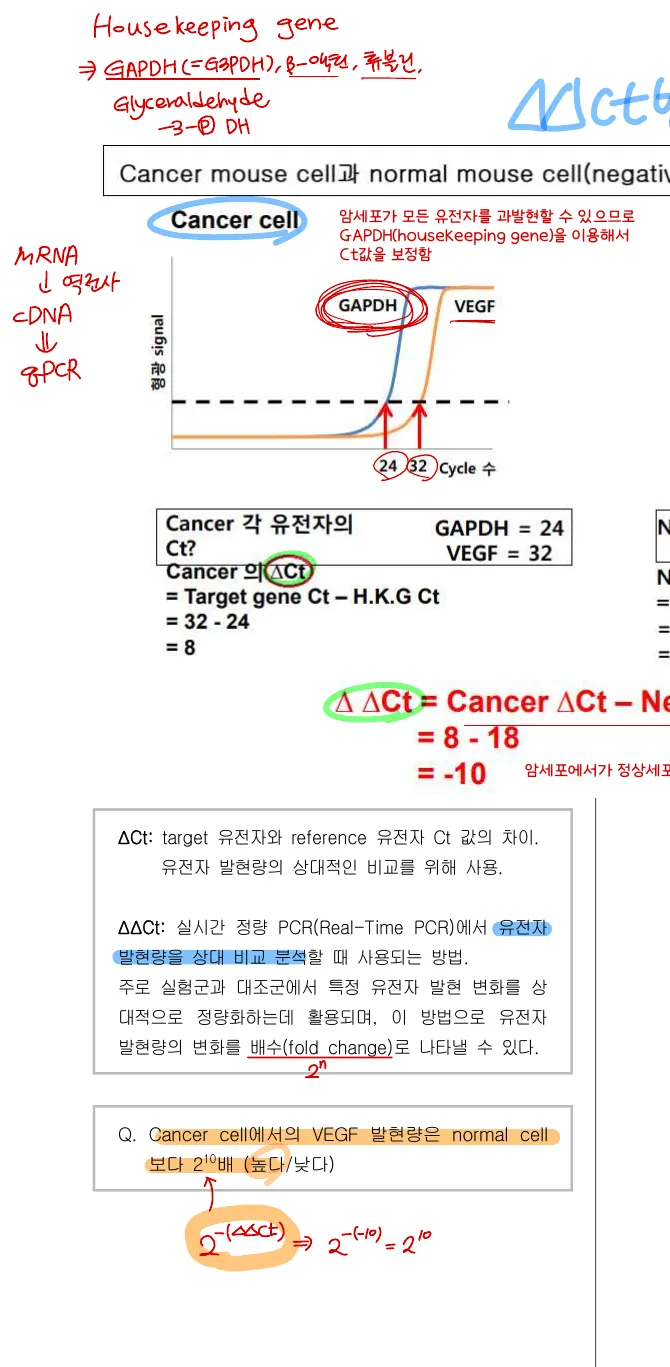 Housekeeping gene
⇒ GAPDH(=G3PDH), β-액틴, 튜불린,
Glyceraldehyde
-3-Ⓟ DH
ΔΔCt
Cancer mouse cell과 normal mouse cell(negativ
Cancer cell
암세포가 모든 유전자를 과발현할 수 있으므로
GAPDH(houseKeeping gene)을 이용해서
Ct값을 보정함
mRNA
↓ 역전사
cDNA
⇓
qPCR
형광 signal
GAPDH
VEGF
24 32 Cycle 수
Cancer 각 유전자의
Ct?
GAPDH = 24
VEGF = 32
Cancer 의 ΔCt
= Target gene Ct – H.K.G Ct
= 32 - 24
= 8
N
N
=
=
=
Δ ΔCt = Cancer ΔCt – Ne
= 8 - 18
= -10
암세포에서가 정상세포
ΔCt: target 유전자와 reference 유전자 Ct 값의 차이.
유전자 발현량의 상대적인 비교를 위해 사용.
ΔΔCt: 실시간 정량 PCR(Real-Time PCR)에서 유전자
발현량을 상대 비교 분석할 때 사용되는 방법.
주로 실험군과 대조군에서 특정 유전자 발현 변화를 상
대적으로 정량화하는데 활용되며, 이 방법으로 유전자
발현량의 변화를 배수(fold change)로 나타낼 수 있다.
2ⁿ
Q. Cancer cell에서의 VEGF 발현량은 normal cell
보다 2¹⁰배 (높다/낮다)
2^-(ΔΔCt) ⇒ 2^-(-10) = 2¹⁰